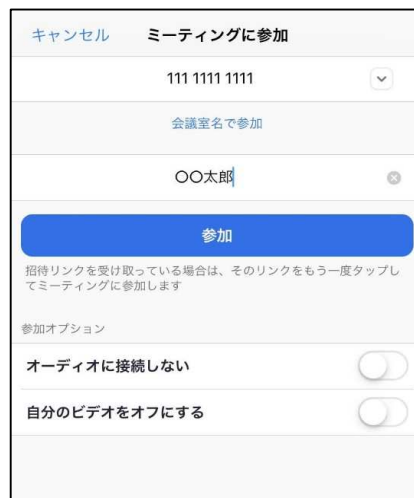 キャンセル ミーティングに参加
111 1111 1111
会議室名で参加
〇〇太郎
参加
招待リンクを受け取っている場合は、そのリンクをもう一度タップし
てミーティングに参加します
参加オプション
オーディオに接続しない
自分のビデオをオフにする